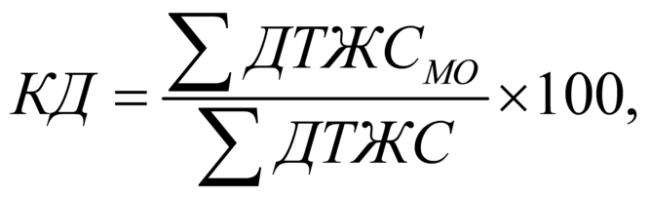 КД = ∑ ДТЖС_МО / ∑ ДТЖС × 100,